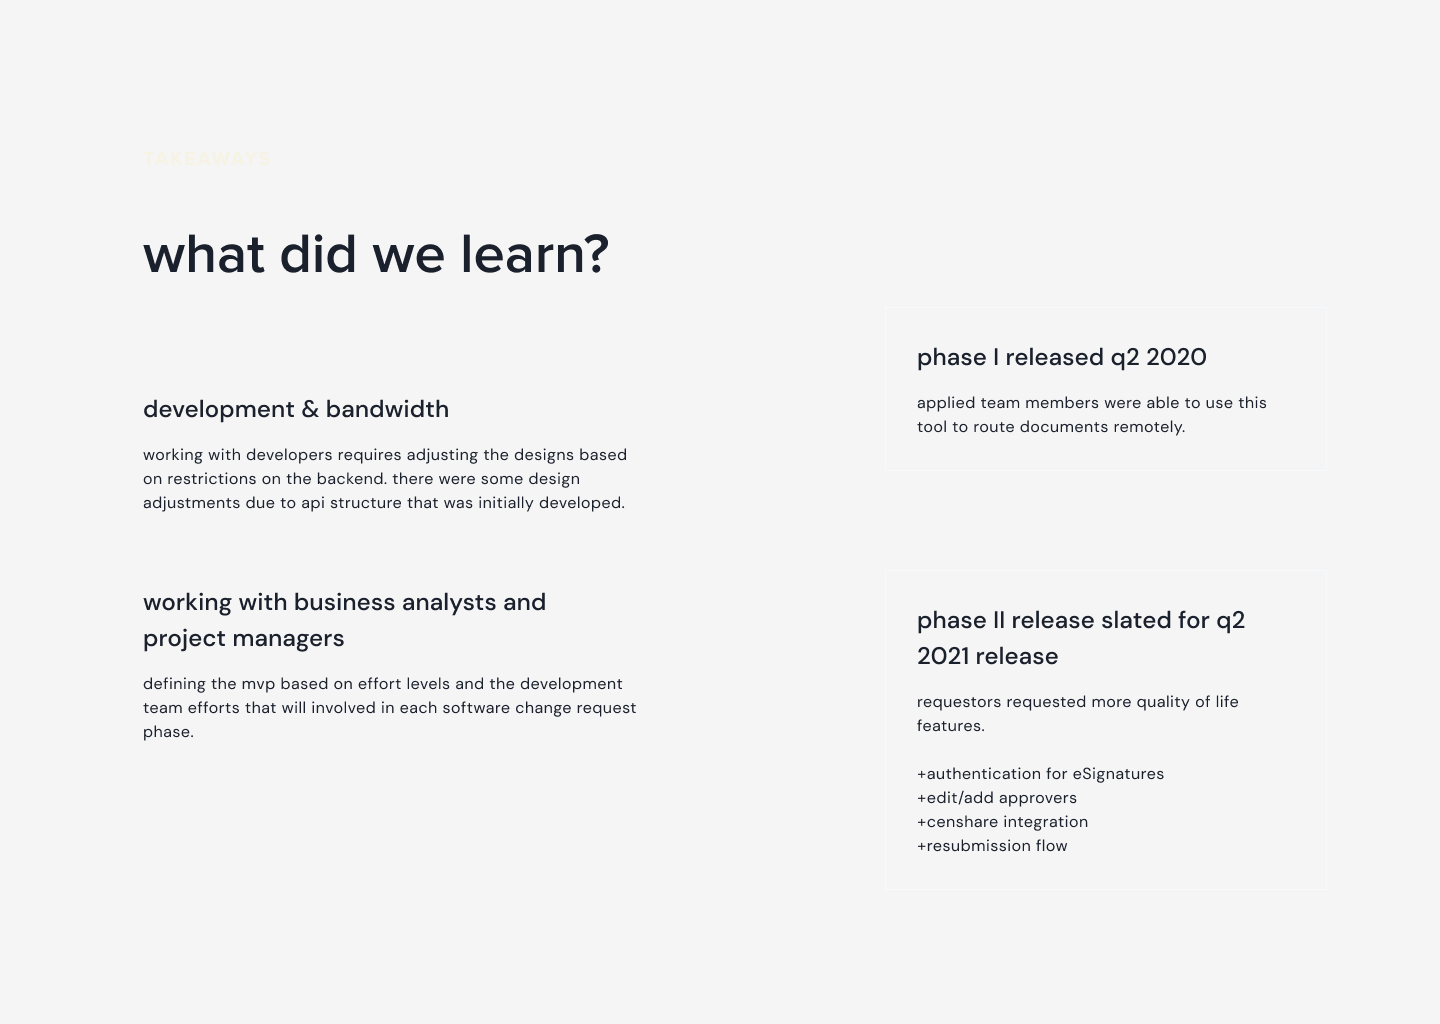 TAKEAWAYS
what did we learn?
development & bandwidth
working with developers requires adjusting the designs based
on restrictions on the backend. there were some design
adjustments due to api structure that was initially developed.
working with business analysts and
project managers
defining the mvp based on effort levels and the development
team efforts that will involved in each software change request
phase.
phase I released q2 2020
applied team members were able to use this
tool to route documents remotely.
phase II release slated for q2
2021 release
requestors requested more quality of life
features.
+authentication for eSignatures
+edit/add approvers
+censhare integration
+resubmission flow